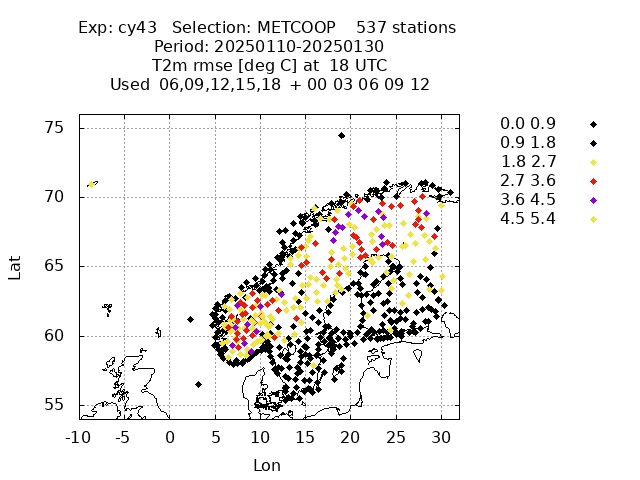 Exp: cy43 Selection: METCOOP 537 stations
Period: 20250110-20250130
T2m rmse [deg C] at 18 UTC
Used 06,09,12,15,18 + 00 03 06 09 12
0.0 0.9
0.9 1.8
1.8 2.7
2.7 3.6
3.6 4.5
4.5 5.4
75
70
65
60
55
Lat
-10 -5 0 5 10 15 20 25 30
Lon